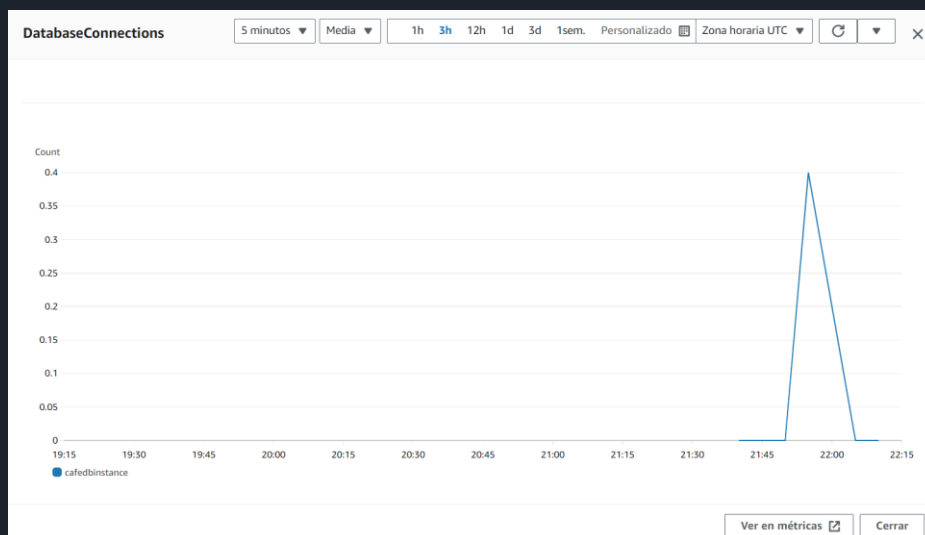 DatabaseConnections
5 minutos
Media
1h 3h 12h 1d 3d 1sem. Personalizado
Zona horaria UTC
Count
0.4
0.35
0.3
0.25
0.2
0.15
0.1
0.05
0
19:15 19:30 19:45 20:00 20:15 20:30 20:45 21:00 21:15 21:30 21:45 22:00 22:15
cafedbinstance
Ver en métricas
Cerrar